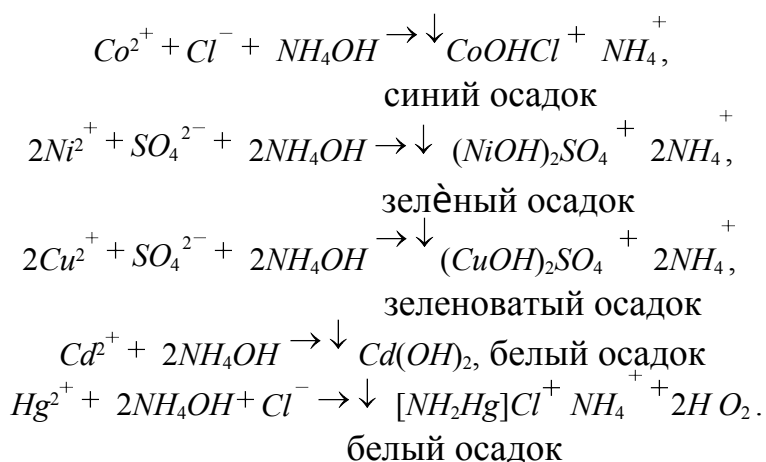 Co²⁺ + Cl⁻ + NH₄OH → ↓ CoOHCl + NH₄⁺,
синий осадок
2Ni²⁺ + SO₄²⁻ + 2NH₄OH → ↓ (NiOH)₂SO₄ + 2NH₄⁺,
зелѐный осадок
2Cu²⁺ + SO₄²⁻ + 2NH₄OH → ↓ (CuOH)₂SO₄ + 2NH₄⁺,
зеленоватый осадок
Cd²⁺ + 2NH₄OH → ↓ Cd(OH)₂, белый осадок
Hg²⁺ + 2NH₄OH + Cl⁻ → ↓ [NH₂Hg]Cl + NH₄⁺ + 2H O₂.
белый осадок